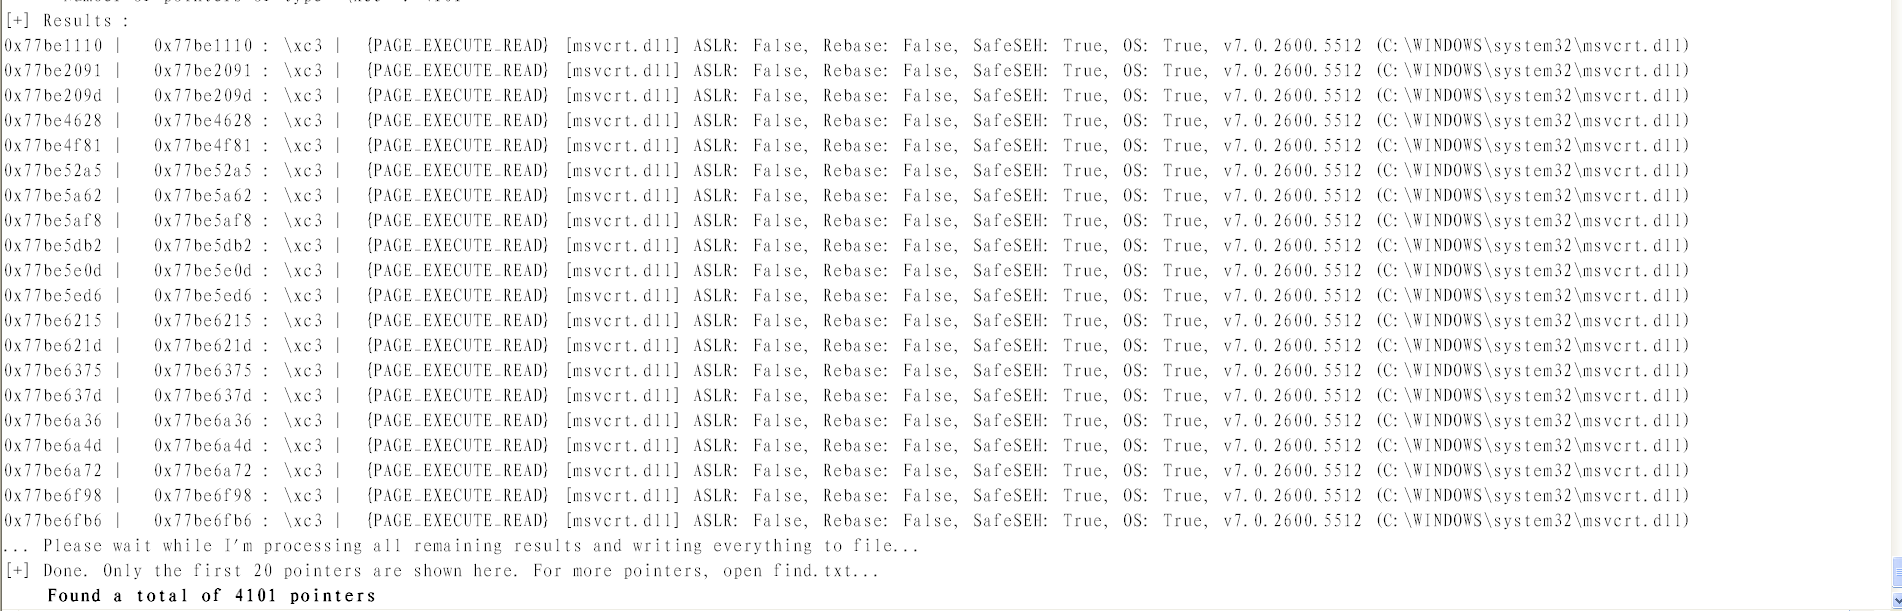 [+] Results :
0x77be1110 | 0x77be1110 : \xc3 | {PAGE_EXECUTE_READ} [msvcrt.dll] ASLR: False, Rebase: False, SafeSEH: True, OS: True, v7.0.2600.5512 (C:\WINDOWS\system32\msvcrt.dll)
0x77be2091 | 0x77be2091 : \xc3 | {PAGE_EXECUTE_READ} [msvcrt.dll] ASLR: False, Rebase: False, SafeSEH: True, OS: True, v7.0.2600.5512 (C:\WINDOWS\system32\msvcrt.dll)
0x77be209d | 0x77be209d : \xc3 | {PAGE_EXECUTE_READ} [msvcrt.dll] ASLR: False, Rebase: False, SafeSEH: True, OS: True, v7.0.2600.5512 (C:\WINDOWS\system32\msvcrt.dll)
0x77be4628 | 0x77be4628 : \xc3 | {PAGE_EXECUTE_READ} [msvcrt.dll] ASLR: False, Rebase: False, SafeSEH: True, OS: True, v7.0.2600.5512 (C:\WINDOWS\system32\msvcrt.dll)
0x77be4f81 | 0x77be4f81 : \xc3 | {PAGE_EXECUTE_READ} [msvcrt.dll] ASLR: False, Rebase: False, SafeSEH: True, OS: True, v7.0.2600.5512 (C:\WINDOWS\system32\msvcrt.dll)
0x77be52a5 | 0x77be52a5 : \xc3 | {PAGE_EXECUTE_READ} [msvcrt.dll] ASLR: False, Rebase: False, SafeSEH: True, OS: True, v7.0.2600.5512 (C:\WINDOWS\system32\msvcrt.dll)
0x77be5a62 | 0x77be5a62 : \xc3 | {PAGE_EXECUTE_READ} [msvcrt.dll] ASLR: False, Rebase: False, SafeSEH: True, OS: True, v7.0.2600.5512 (C:\WINDOWS\system32\msvcrt.dll)
0x77be5af8 | 0x77be5af8 : \xc3 | {PAGE_EXECUTE_READ} [msvcrt.dll] ASLR: False, Rebase: False, SafeSEH: True, OS: True, v7.0.2600.5512 (C:\WINDOWS\system32\msvcrt.dll)
0x77be5db2 | 0x77be5db2 : \xc3 | {PAGE_EXECUTE_READ} [msvcrt.dll] ASLR: False, Rebase: False, SafeSEH: True, OS: True, v7.0.2600.5512 (C:\WINDOWS\system32\msvcrt.dll)
0x77be5e0d | 0x77be5e0d : \xc3 | {PAGE_EXECUTE_READ} [msvcrt.dll] ASLR: False, Rebase: False, SafeSEH: True, OS: True, v7.0.2600.5512 (C:\WINDOWS\system32\msvcrt.dll)
0x77be5ed6 | 0x77be5ed6 : \xc3 | {PAGE_EXECUTE_READ} [msvcrt.dll] ASLR: False, Rebase: False, SafeSEH: True, OS: True, v7.0.2600.5512 (C:\WINDOWS\system32\msvcrt.dll)
0x77be6215 | 0x77be6215 : \xc3 | {PAGE_EXECUTE_READ} [msvcrt.dll] ASLR: False, Rebase: False, SafeSEH: True, OS: True, v7.0.2600.5512 (C:\WINDOWS\system32\msvcrt.dll)
0x77be621d | 0x77be621d : \xc3 | {PAGE_EXECUTE_READ} [msvcrt.dll] ASLR: False, Rebase: False, SafeSEH: True, OS: True, v7.0.2600.5512 (C:\WINDOWS\system32\msvcrt.dll)
0x77be6375 | 0x77be6375 : \xc3 | {PAGE_EXECUTE_READ} [msvcrt.dll] ASLR: False, Rebase: False, SafeSEH: True, OS: True, v7.0.2600.5512 (C:\WINDOWS\system32\msvcrt.dll)
0x77be637d | 0x77be637d : \xc3 | {PAGE_EXECUTE_READ} [msvcrt.dll] ASLR: False, Rebase: False, SafeSEH: True, OS: True, v7.0.2600.5512 (C:\WINDOWS\system32\msvcrt.dll)
0x77be6a36 | 0x77be6a36 : \xc3 | {PAGE_EXECUTE_READ} [msvcrt.dll] ASLR: False, Rebase: False, SafeSEH: True, OS: True, v7.0.2600.5512 (C:\WINDOWS\system32\msvcrt.dll)
0x77be6a4d | 0x77be6a4d : \xc3 | {PAGE_EXECUTE_READ} [msvcrt.dll] ASLR: False, Rebase: False, SafeSEH: True, OS: True, v7.0.2600.5512 (C:\WINDOWS\system32\msvcrt.dll)
0x77be6a72 | 0x77be6a72 : \xc3 | {PAGE_EXECUTE_READ} [msvcrt.dll] ASLR: False, Rebase: False, SafeSEH: True, OS: True, v7.0.2600.5512 (C:\WINDOWS\system32\msvcrt.dll)
0x77be6f98 | 0x77be6f98 : \xc3 | {PAGE_EXECUTE_READ} [msvcrt.dll] ASLR: False, Rebase: False, SafeSEH: True, OS: True, v7.0.2600.5512 (C:\WINDOWS\system32\msvcrt.dll)
0x77be6fb6 | 0x77be6fb6 : \xc3 | {PAGE_EXECUTE_READ} [msvcrt.dll] ASLR: False, Rebase: False, SafeSEH: True, OS: True, v7.0.2600.5512 (C:\WINDOWS\system32\msvcrt.dll)
... Please wait while I'm processing all remaining results and writing everything to file...
[+] Done. Only the first 20 pointers are shown here. For more pointers, open find.txt...
Found a total of 4101 pointers